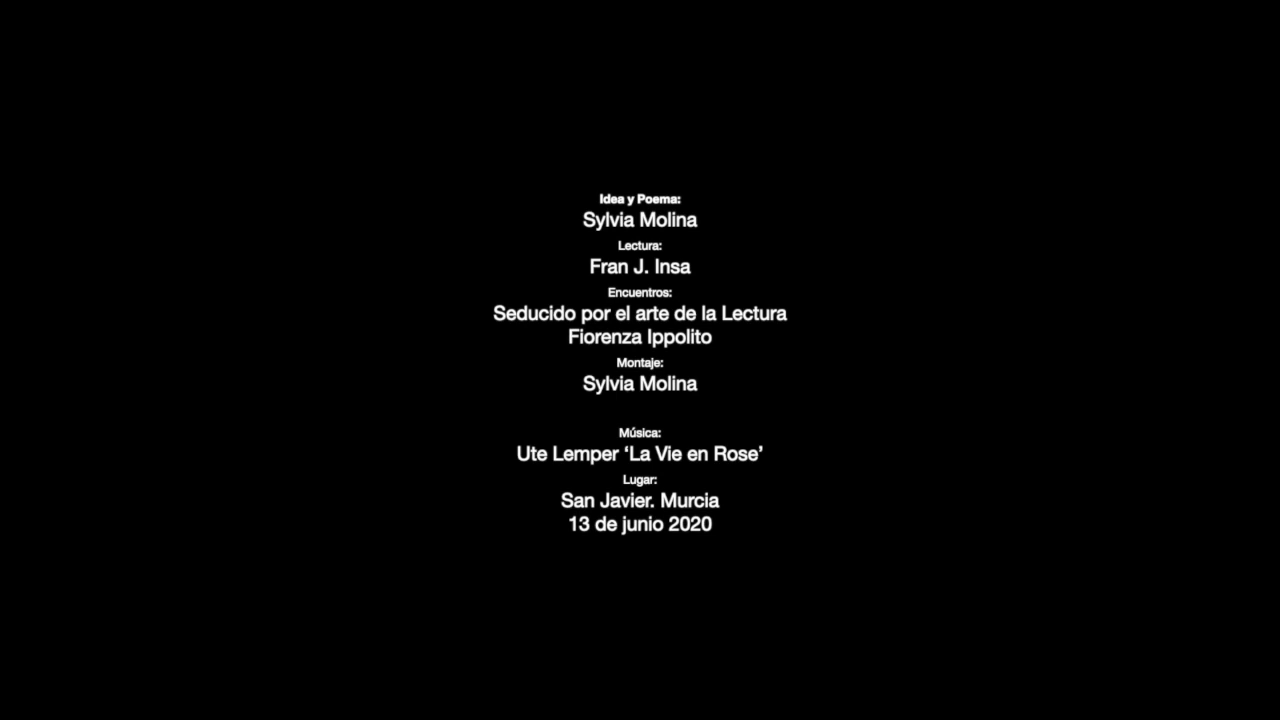 Idea y Poema:
Sylvia Molina
Lectura:
Fran J. Insa
Encuentros:
Seducido por el arte de la Lectura
Fiorenza Ippolito
Montaje:
Sylvia Molina
Música:
Ute Lemper ‘La Vie en Rose’
Lugar:
San Javier. Murcia
13 de junio 2020